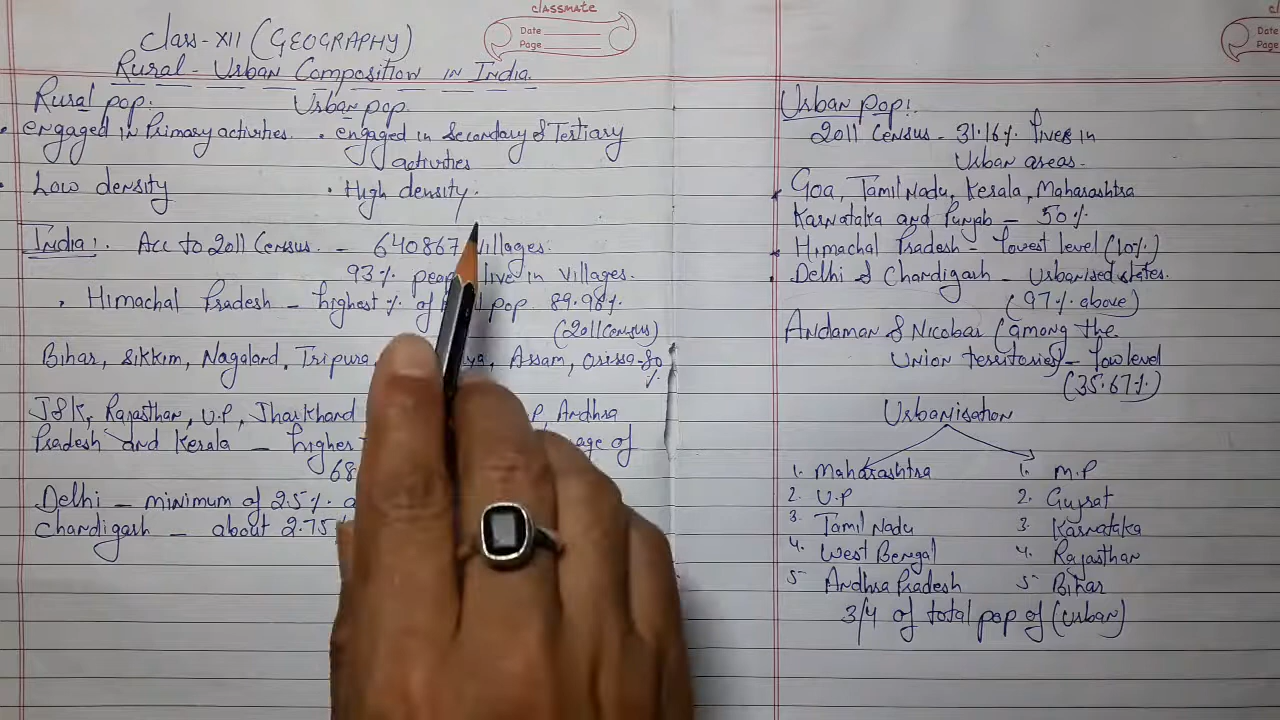 classmate
Date
Page
Class-XII (GEOGRAPHY)
Rural-Urban Composition in India
Rural pop: Urban pop.
• engaged in Primary activities. • engaged in Secondary & Tertiary
activities
• Low density • High density.
India: Acc to 2011 Census. - 640867 villages.
93% live in villages.
• Himachal Pradesh - highest % of pop 89.98%
(2011 Census)
Bihar, Sikkim, Nagaland, Tripura, Assam, Orissa-80%
J&K, Rajasthan, U.P, Jharkhand Andhra
Pradesh and Kerala - higher of
68
Delhi - minimum of 2.5%
Chandigarh - about 2.75
Date
Page
Urban pop:
2011 Census - 31.16% lives in
Urban areas.
• Goa, Tamil Nadu, Kerala, Maharashtra
Karnataka and Punjab - 50%
• Himachal Pradesh - lowest level (10%)
• Delhi & Chandigarh - Urbanised states.
(97% above)
Andaman & Nicobar (among the
Union territories) - low level
(35.67%)
Urbanisation
1. Maharashtra 1. M.P
2. U.P 2. Gujrat
3. Tamil Nadu 3. Karnataka
4. West Bengal 4. Rajasthan
5- Andhra Pradesh 5- Bihar
3/4 of total pop of (Urban)